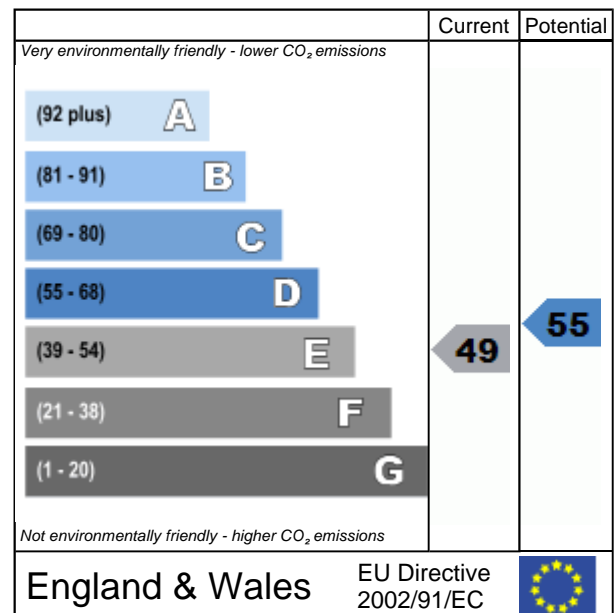 Current Potential
Very environmentally friendly - lower CO₂ emissions
(92 plus) A
(81 - 91) B
(69 - 80) C
(55 - 68) D
55
(39 - 54) E
49
(21 - 38) F
(1 - 20) G
Not environmentally friendly - higher CO₂ emissions
England & Wales
EU Directive
2002/91/EC